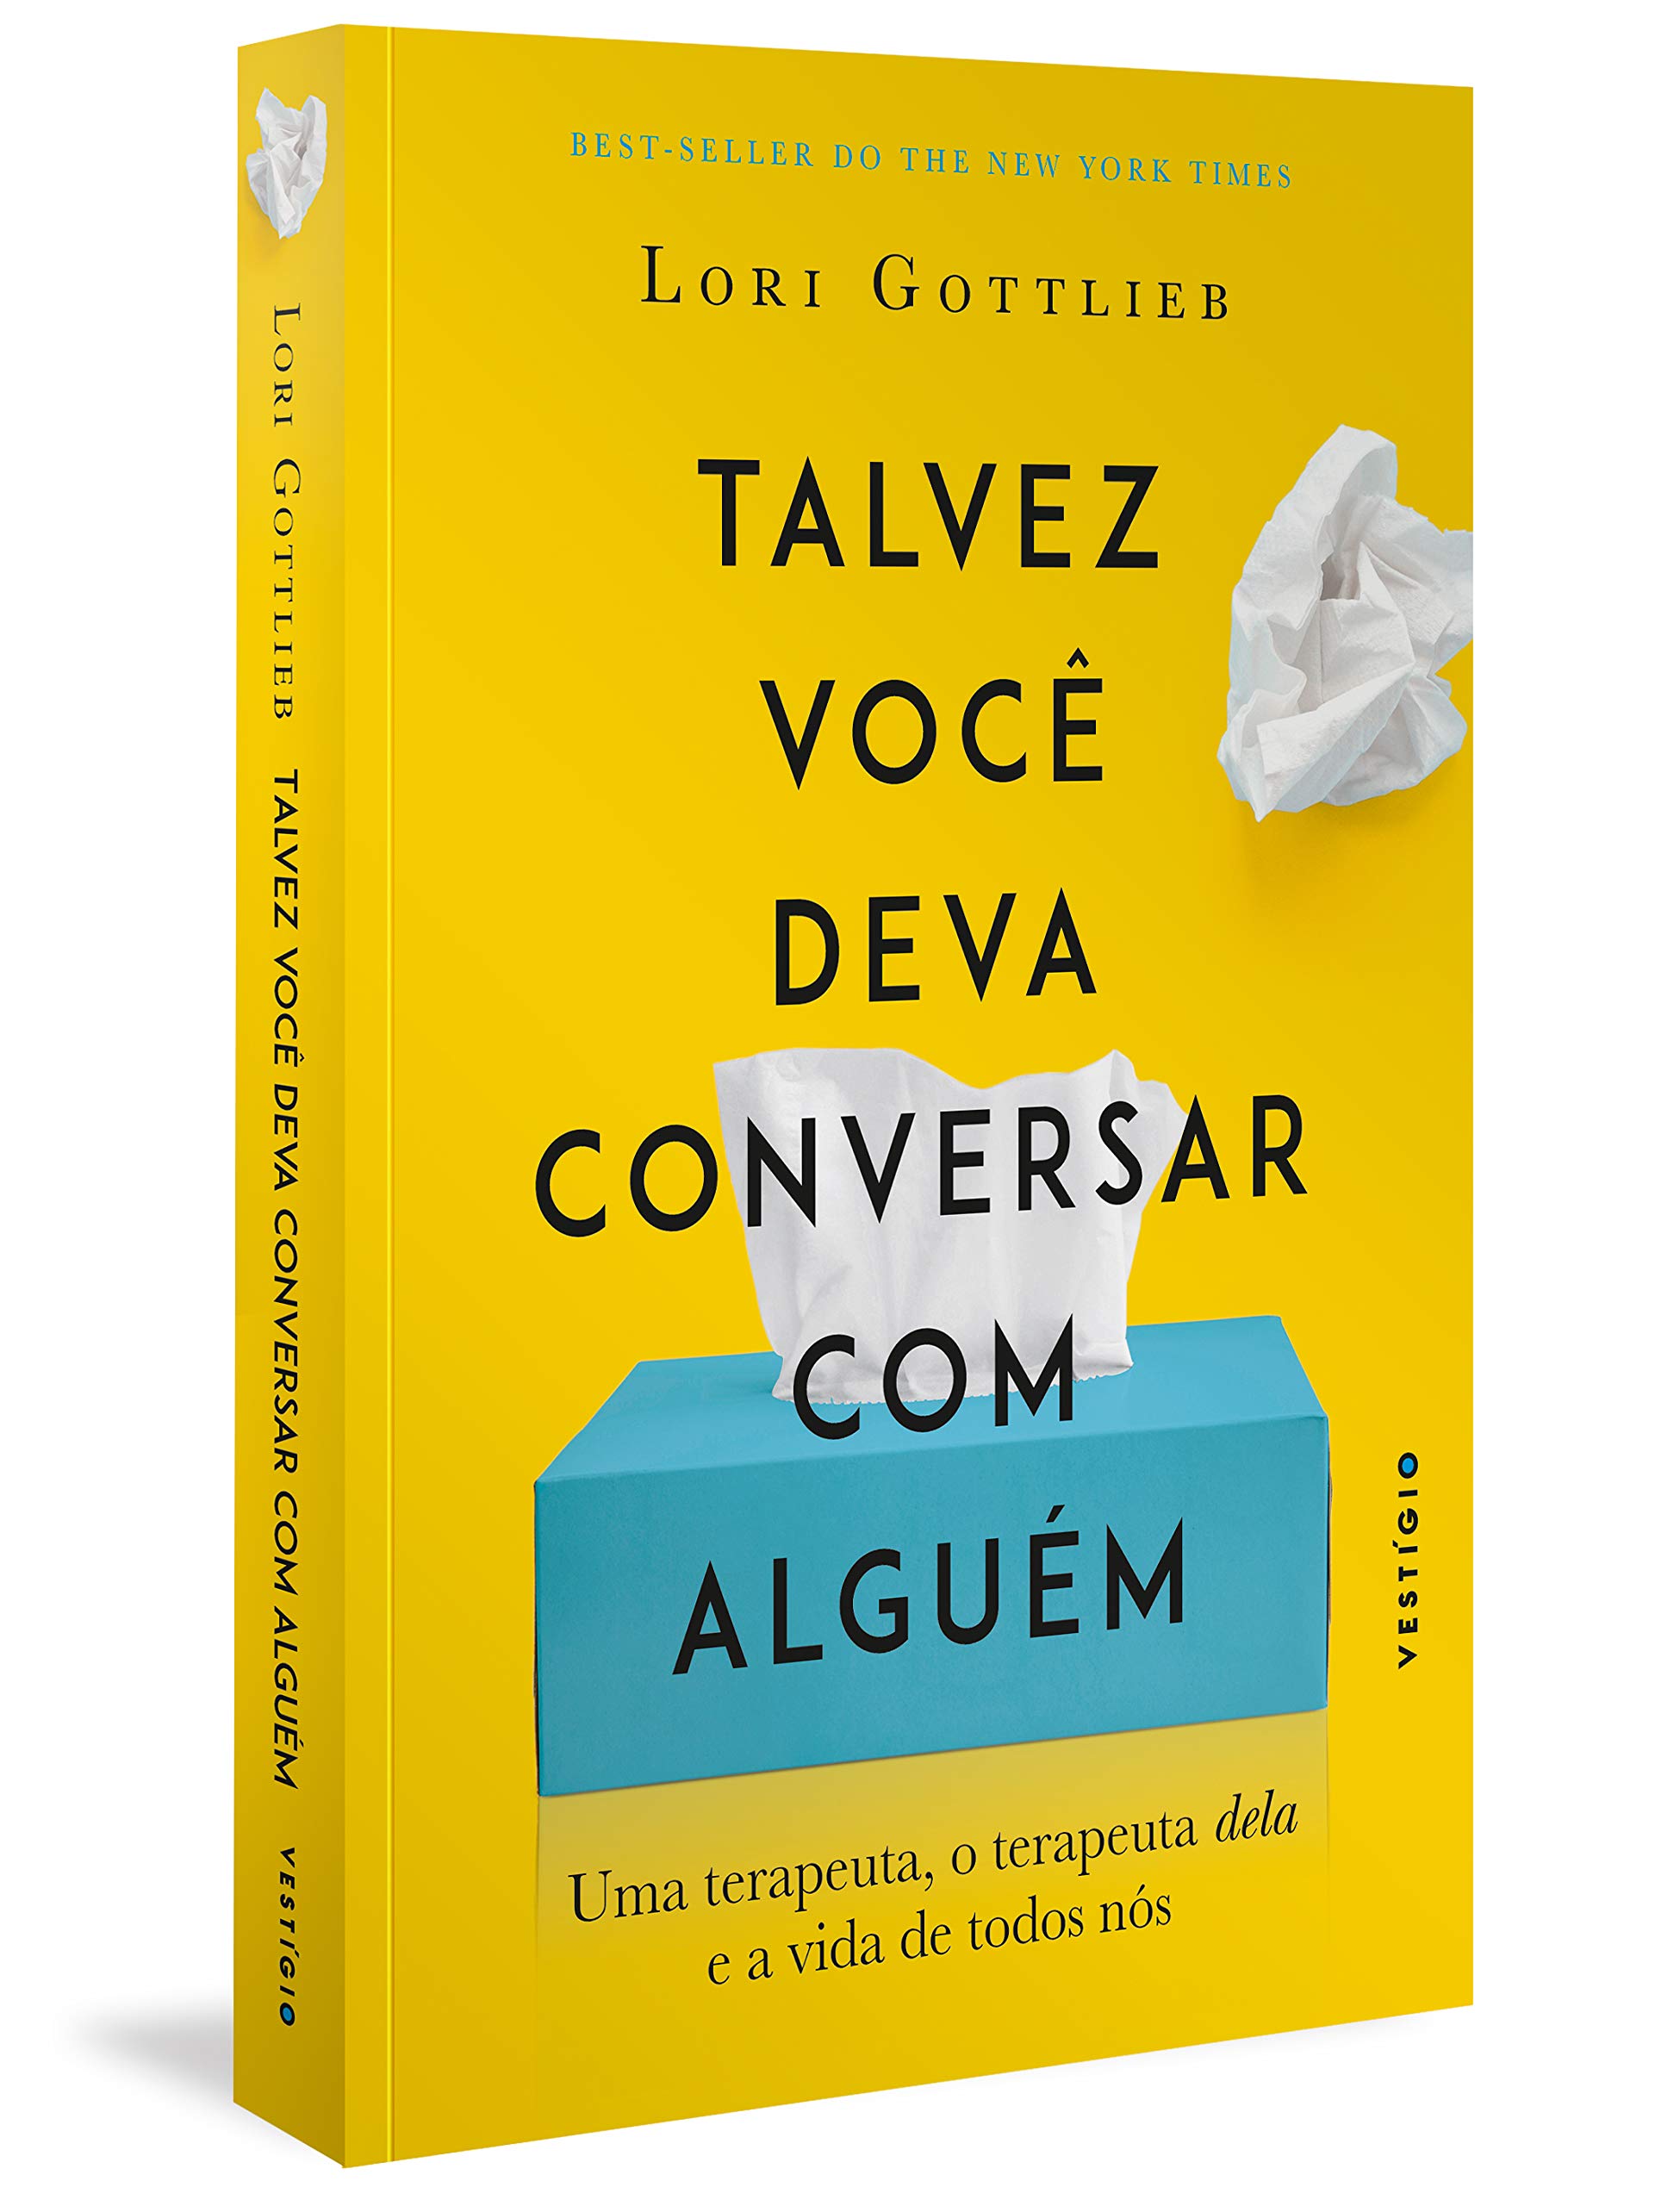 BEST-SELLER DO THE NEW YORK TIMES
LORI GOTTLIEB
TALVEZ
VOCÊ
DEVA
CONVERSAR
COM
ALGUÉM
Uma terapeuta, o terapeuta dela
e a vida de todos nós
VESTÍGIO
LORI GOTTLIEB TALVEZ VOCÊ DEVA CONVERSAR COM ALGUÉM VESTÍGIO